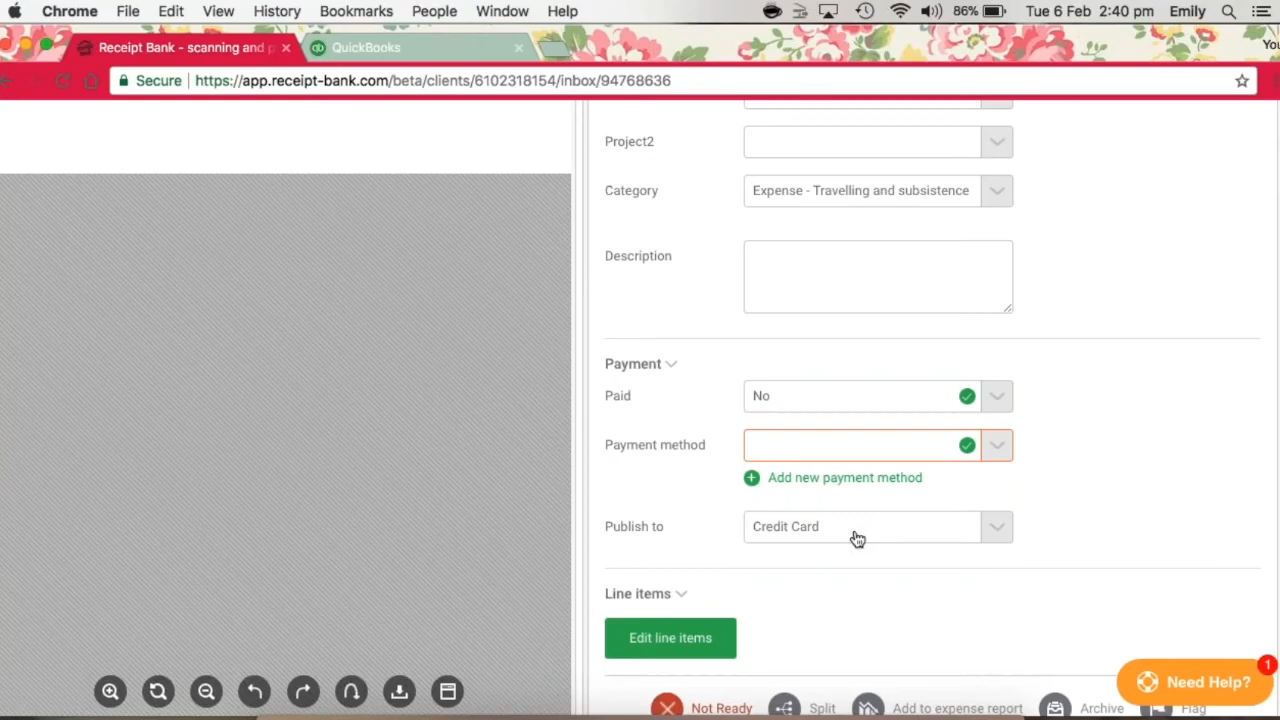 Chrome File Edit View History Bookmarks People Window Help 86% Tue 6 Feb 2:40 pm Emily
Receipt Bank - scanning and p QuickBooks You
Secure https://app.receipt-bank.com/beta/clients/6102318154/inbox/94768636
Project2
Category Expense - Travelling and subsistence
Description
Payment
Paid No
Payment method
Add new payment method
Publish to Credit Card
Line items
Edit line items
1
Need Help?
Not Ready Split Add to expense report Archive Flag